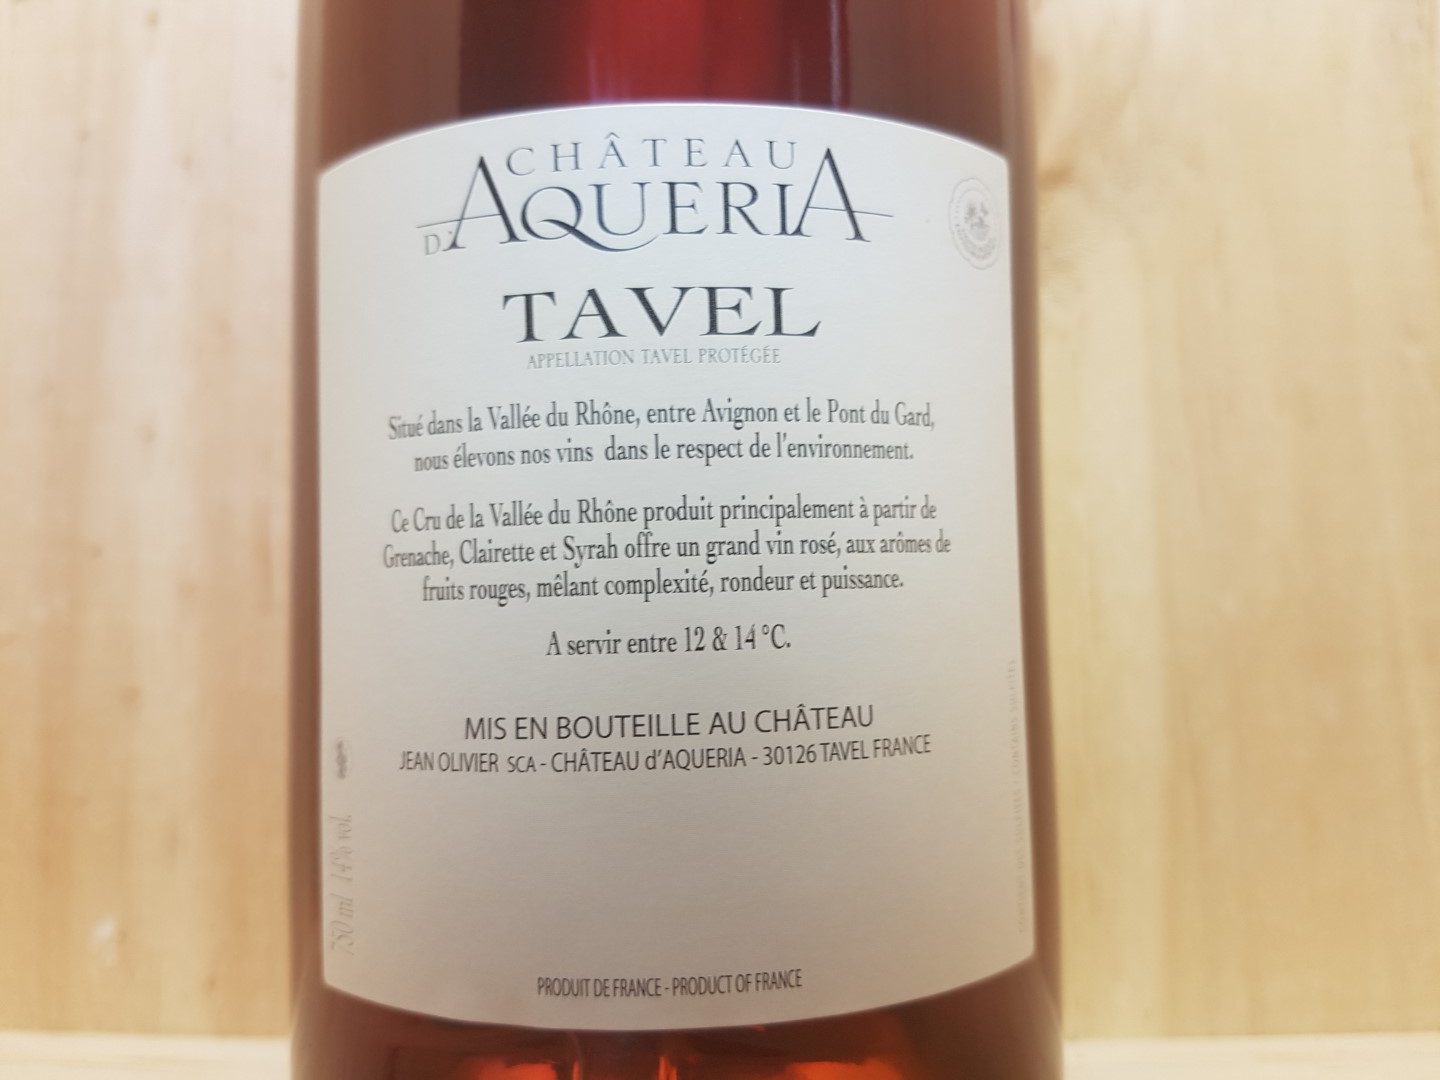 CHÂTEAU
D'AQUERIA
TAVEL
APPELLATION TAVEL PROTÉGÉE
Situé dans la Vallée du Rhône, entre Avignon et le Pont du Gard,
nous élevons nos vins dans le respect de l'environnement.
Ce Cru de la Vallée du Rhône produit principalement à partir de
Grenache, Clairette et Syrah offre un grand vin rosé, aux arômes de
fruits rouges, mêlant complexité, rondeur et puissance.
A servir entre 12 & 14 °C.
MIS EN BOUTEILLE AU CHÂTEAU
JEAN OLIVIER SCA - CHÂTEAU d'AQUERIA - 30126 TAVEL FRANCE
750 ml 14% vol.
PRODUIT DE FRANCE - PRODUCT OF FRANCE